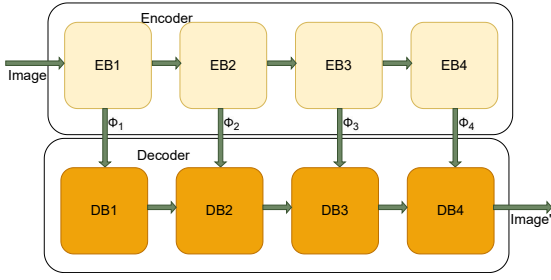 Encoder
Image
EB1
EB2
EB3
EB4
Φ1
Φ2
Φ3
Φ4
Decoder
DB1
DB2
DB3
DB4
Image'